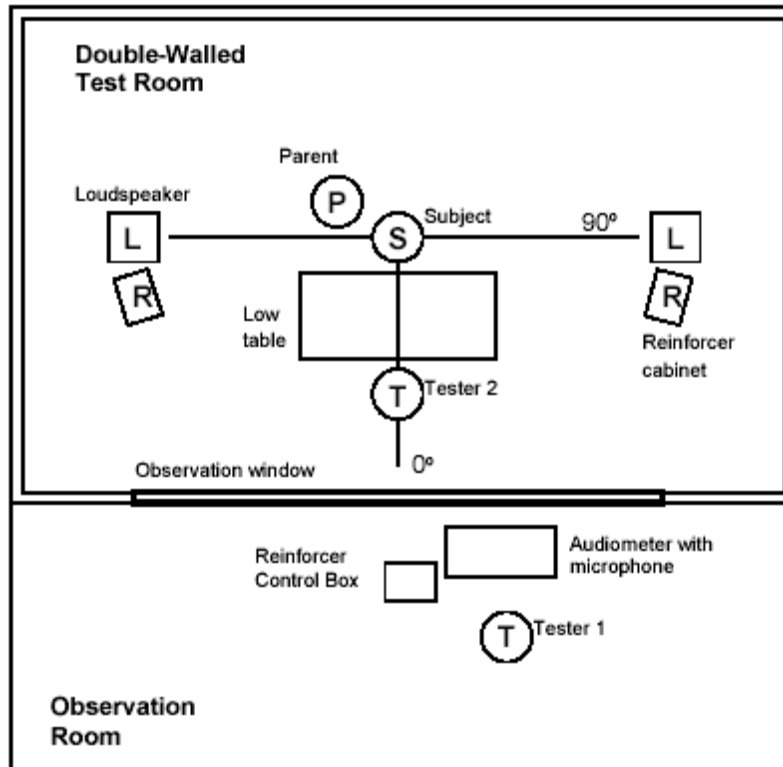 Double-Walled
Test Room
Parent
P
Loudspeaker
Subject
90º
L
S
L
R
R
Low
table
Reinforcer
cabinet
T
Tester 2
0º
Observation window
Reinforcer
Control Box
Audiometer with
microphone
T
Tester 1
Observation
Room